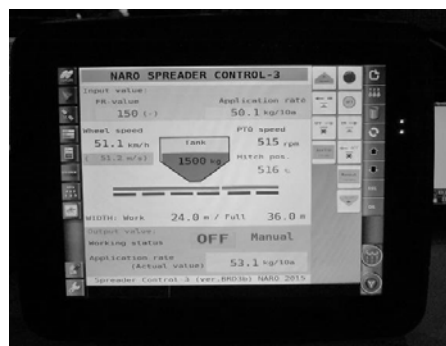 NARO SPREADER CONTROL-3
Input value:
PR-value
Application rate
150 (-)
50.1 kg/10a
Wheel speed
51.1 km/h
( 51.2 m/s)
Tank
1500 kg
PTO speed
515 rpm
Hitch pos.
516
WIDTH: Work 24.0 m / Full 36.0 m
Output value:
Working status OFF Manual
Application rate
(Actual value)
53.1 kg/10a
Spreader Control-3 (ver.BRD3b) NARO 2015